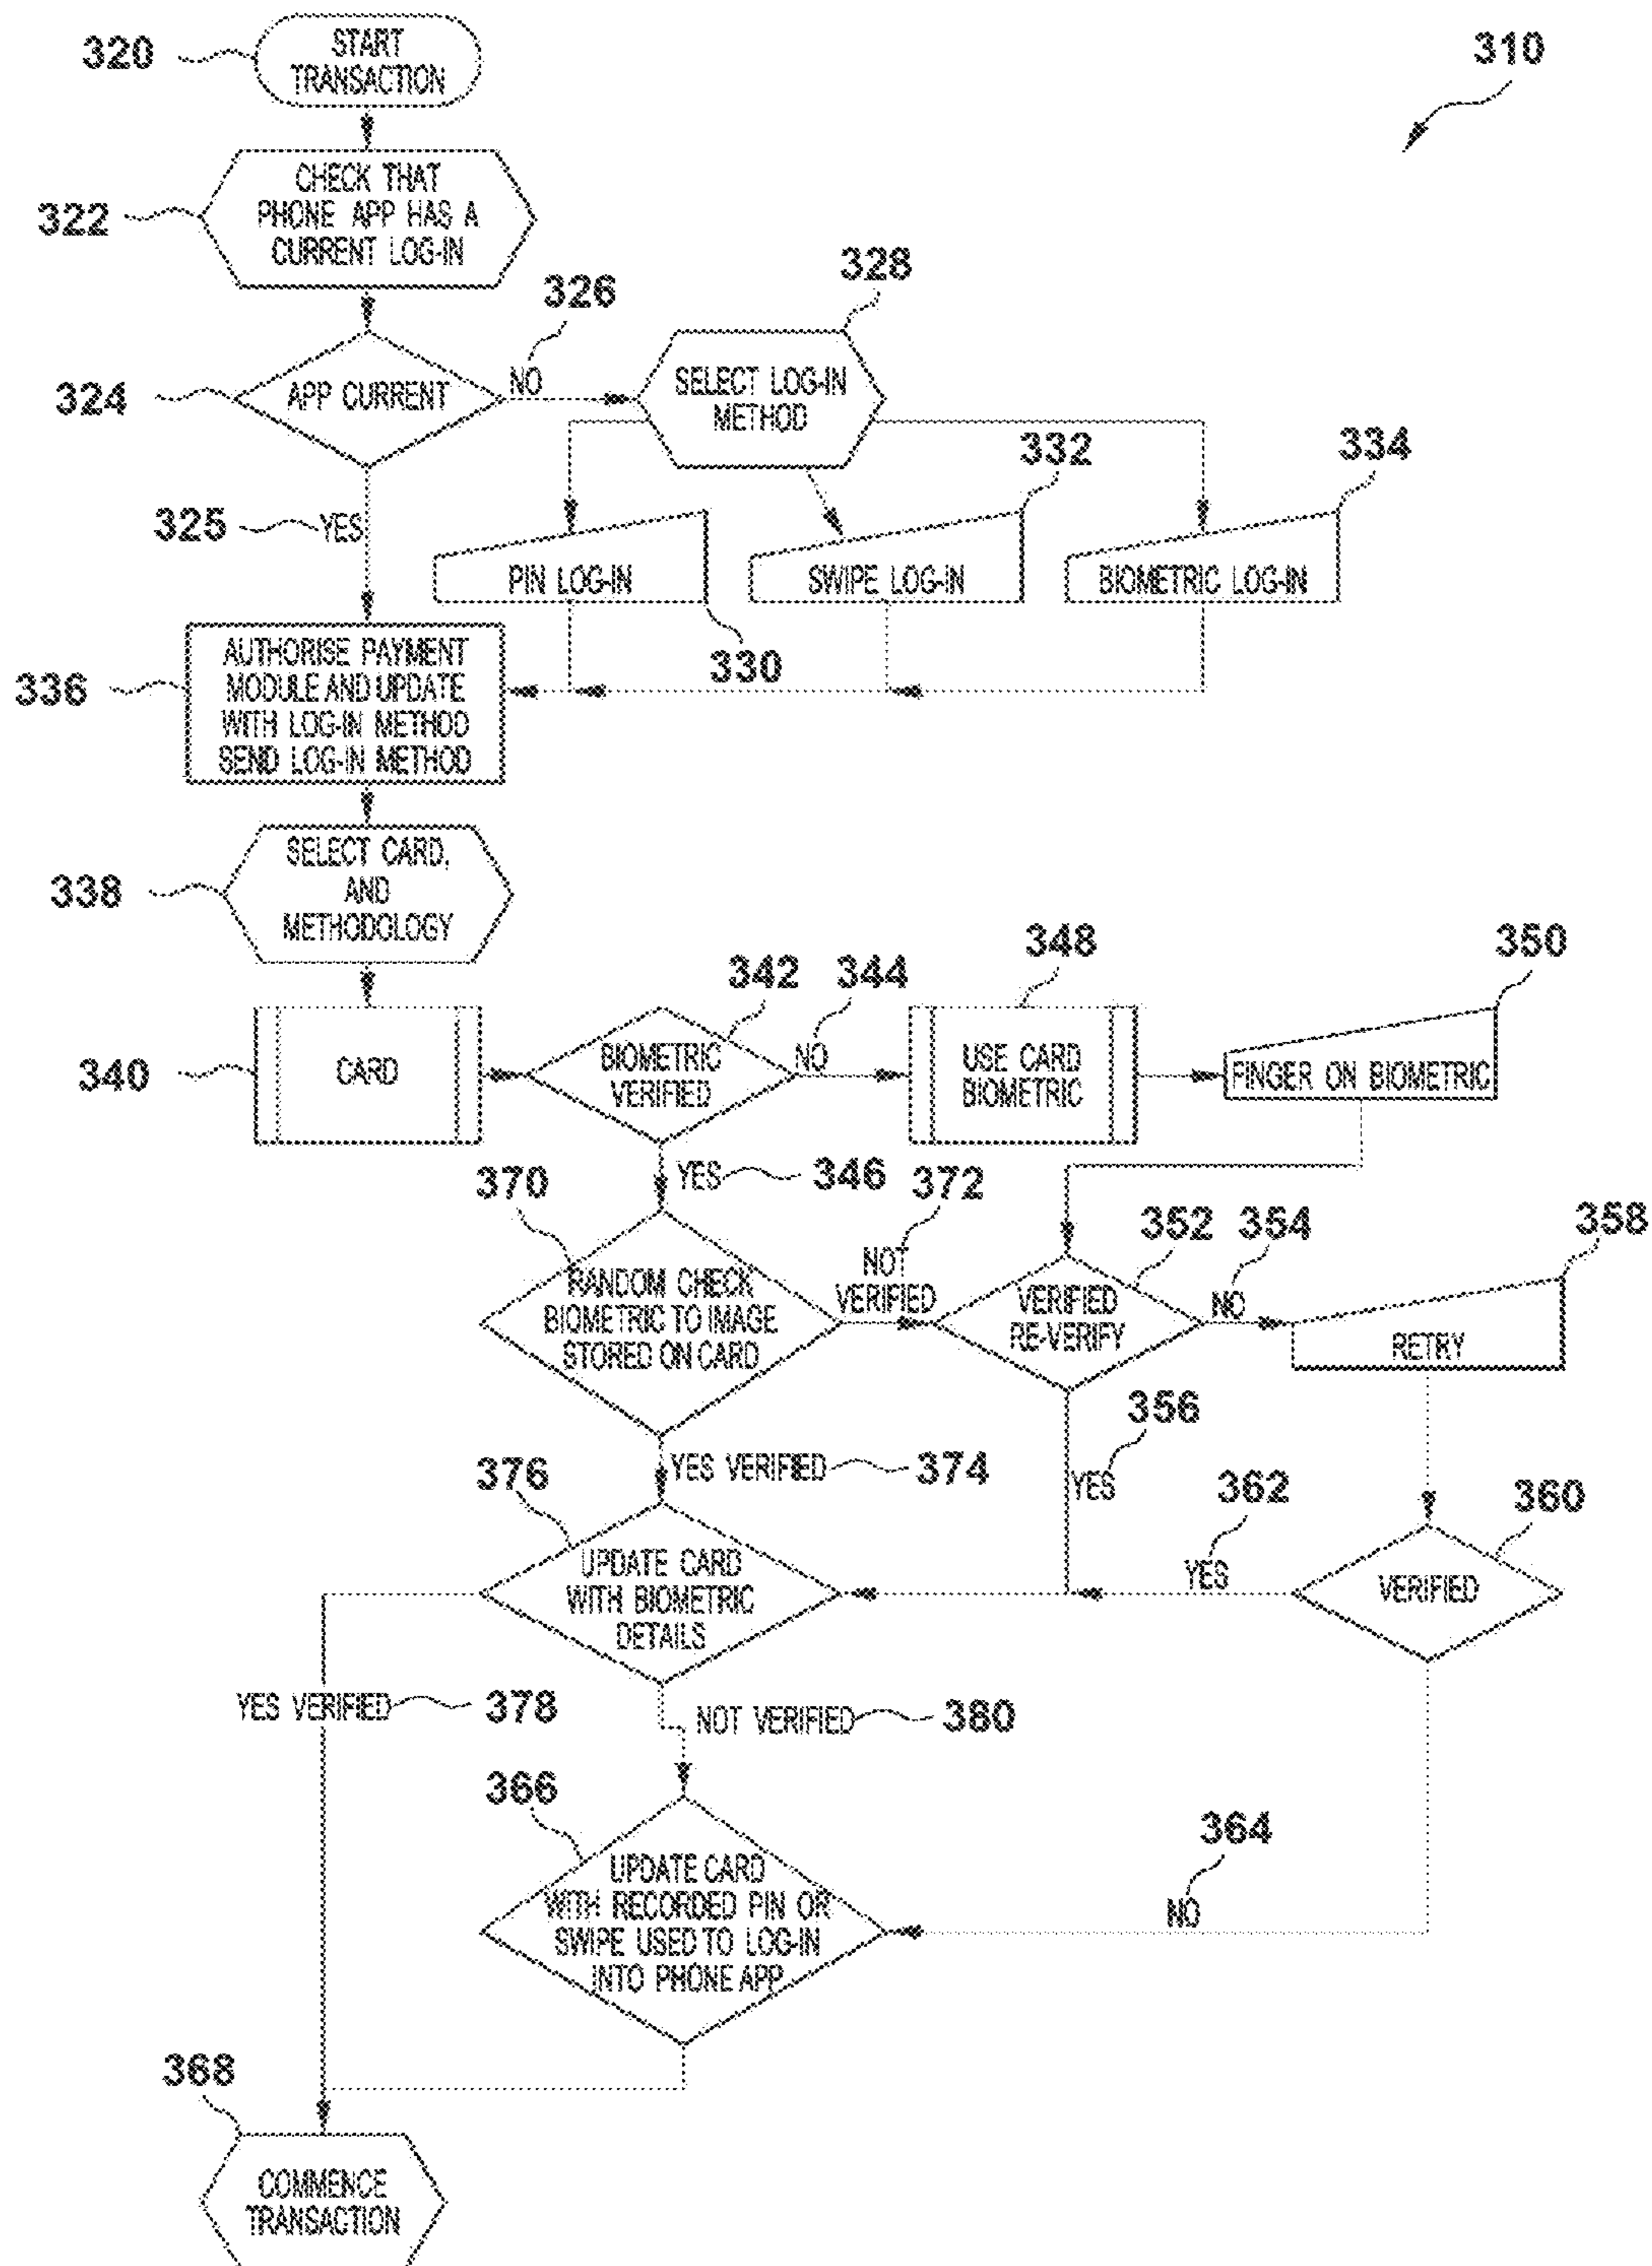 320
START
TRANSACTION
310
322
CHECK THAT
PHONE APP HAS A
CURRENT LOG-IN
326
328
324
APP CURRENT
NO
SELECT LOG-IN
METHOD
332
334
325
YES
PIN LOG-IN
SWIPE LOG-IN
BIOMETRIC LOG-IN
330
336
AUTHORISE PAYMENT
MODULE AND UPDATE
WITH LOG-IN METHOD
SEND LOG-IN METHOD
338
SELECT CARD,
AND
METHODOLOGY
342
344
348
350
340
CARD
BIOMETRIC
VERIFIED
NO
USE CARD
BIOMETRIC
FINGER ON BIOMETRIC
370
YES
346
372
352
354
358
RANDOM CHECK
BIOMETRIC TO IMAGE
STORED ON CARD
NOT
VERIFIED
VERIFIED
RE-VERIFY
NO
RETRY
356
376
YES VERIFIED
374
YES
362
360
UPDATE CARD
WITH BIOMETRIC
DETAILS
YES
VERIFIED
YES VERIFIED
378
NOT VERIFIED
380
366
364
UPDATE CARD
WITH RECORDED PIN OR
SWIPE USED TO LOG-IN
INTO PHONE APP
NO
368
COMMENCE
TRANSACTION